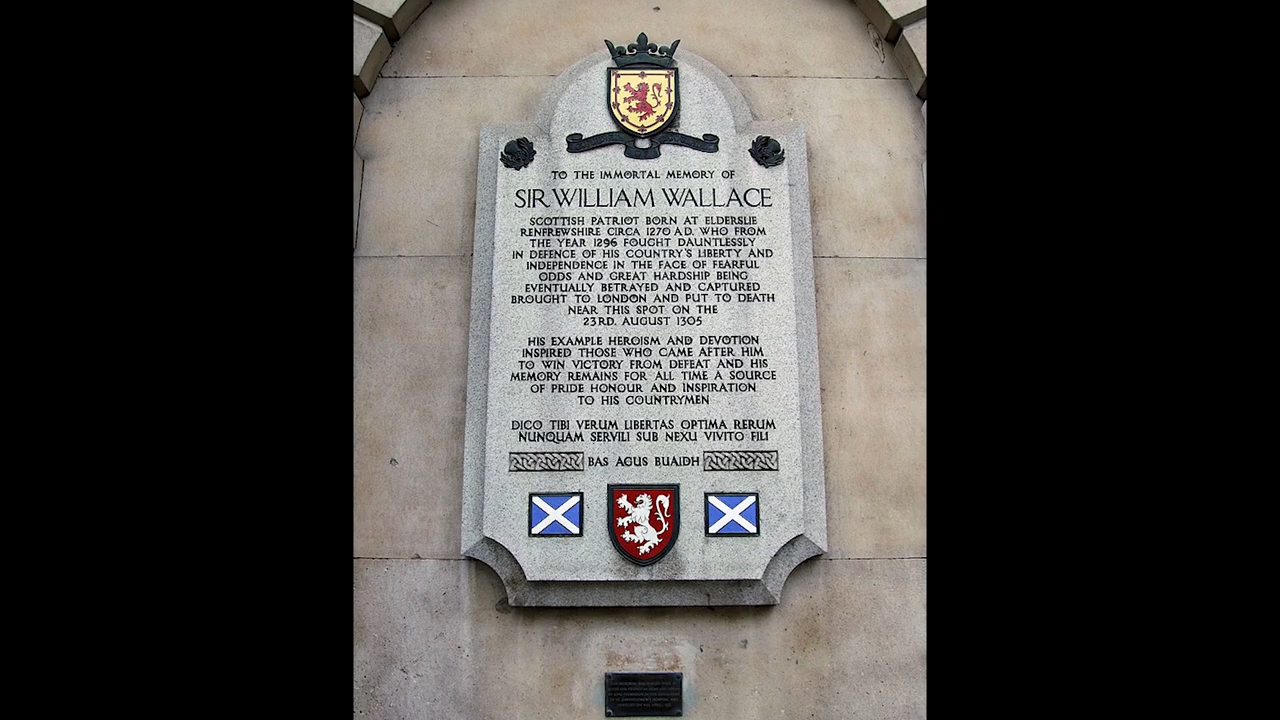 TO THE IMMORTAL MEMORY OF
SIR WILLIAM WALLACE
SCOTTISH PATRIOT BORN AT ELDERSLIE
RENFREWSHIRE CIRCA 1270 A.D. WHO FROM
THE YEAR 1296 FOUGHT DAUNTLESSLY
IN DEFENCE OF HIS COUNTRY'S LIBERTY AND
INDEPENDENCE IN THE FACE OF FEARFUL
ODDS AND GREAT HARDSHIP BEING
EVENTUALLY BETRAYED AND CAPTURED
BROUGHT TO LONDON AND PUT TO DEATH
NEAR THIS SPOT ON THE
23RD. AUGUST 1305
HIS EXAMPLE HEROISM AND DEVOTION
INSPIRED THOSE WHO CAME AFTER HIM
TO WIN VICTORY FROM DEFEAT AND HIS
MEMORY REMAINS FOR ALL TIME A SOURCE
OF PRIDE HONOUR AND INSPIRATION
TO HIS COUNTRYMEN
DICO TIBI VERUM LIBERTAS OPTIMA RERUM
NUNQUAM SERVILI SUB NEXU VIVITO FILI
BAS AGUS BUAIDH